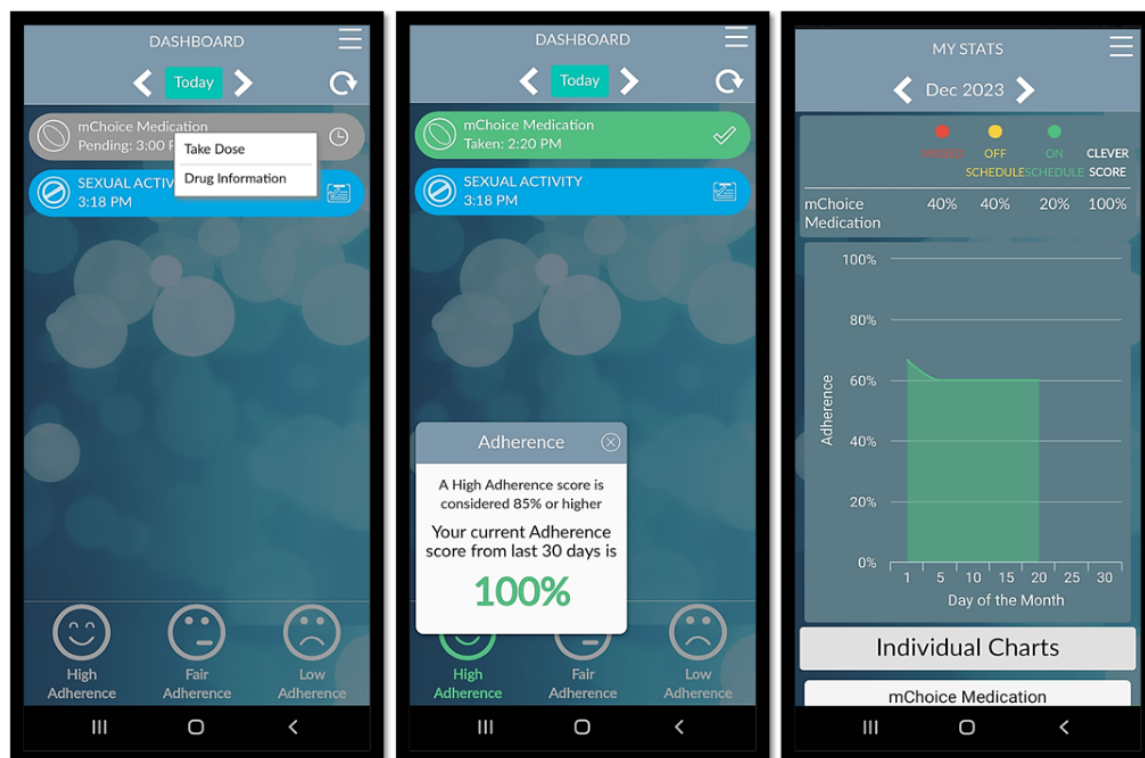 DASHBOARD
Today
mChoice Medication
Pending: 3:00 P
Take Dose
Drug Information
SEXUAL ACTIV
3:18 PM
High
Adherence
Fair
Adherence
Low
Adherence
DASHBOARD
Today
mChoice Medication
Taken: 2:20 PM
SEXUAL ACTIVITY
3:18 PM
Adherence
A High Adherence score is
considered 85% or higher
Your current Adherence
score from last 30 days is
100%
High
Adherence
Fair
Adherence
Low
Adherence
MY STATS
Dec 2023
MISSED OFF SCHEDULE ON SCHEDULE CLEVER SCORE
mChoice Medication 40% 40% 20% 100%
100%
80%
60%
40%
20%
0%
Adherence
1 5 10 15 20 25 30
Day of the Month
Individual Charts
mChoice Medication